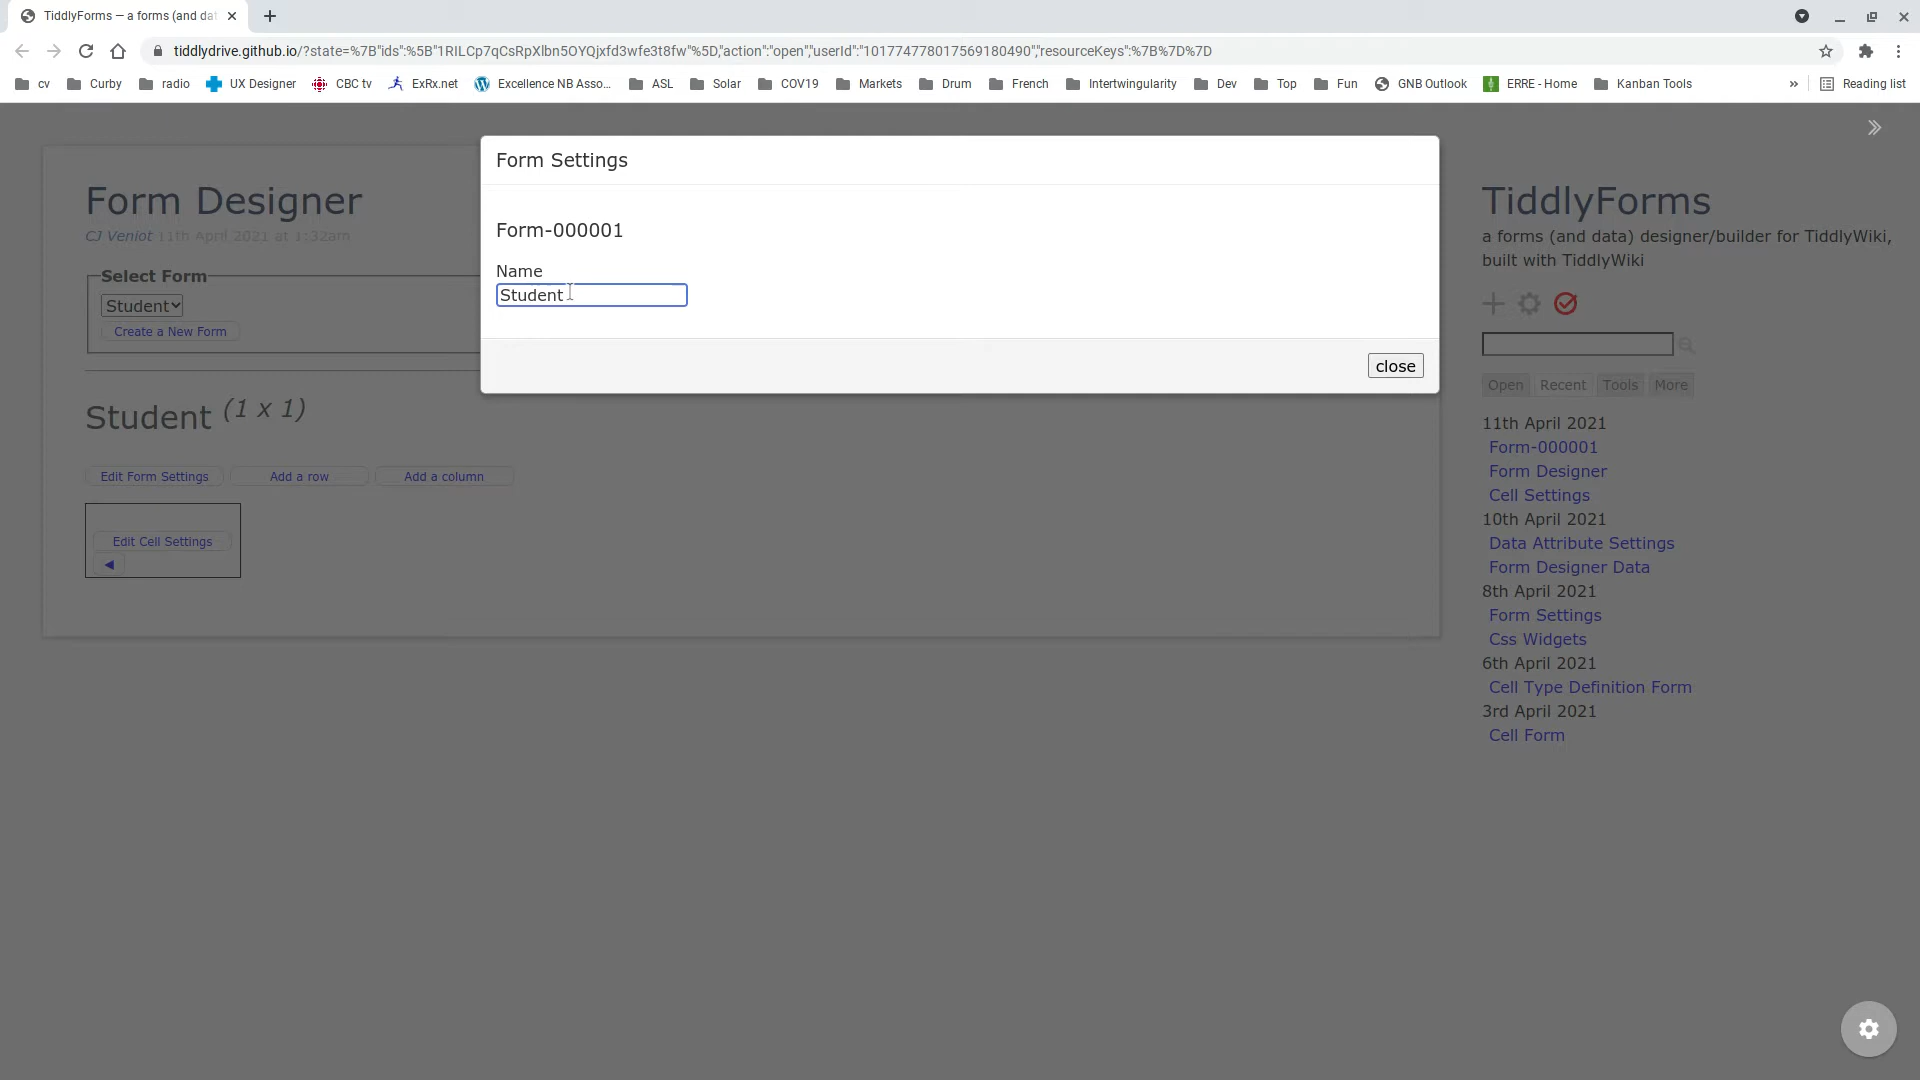 TiddlyForms — a forms (and dat
tiddlydrive.github.io/?state=%7B"ids":%5B"1RILCp7qCsRpXlbn5OYQjxfd3wfe3t8fw"%5D,"action":"open","userId":"101774778017569180490","resourceKeys":%7B%7D%7D
cv Curby radio UX Designer CBC tv ExRx.net Excellence NB Asso... ASL Solar COV19 Markets Drum French Intertwingularity Dev Top Fun GNB Outlook ERRE - Home Kanban Tools » Reading list
Form Settings
Form-000001
Name
Student
close
Form Designer
CJ Veniot 11th April 2021 at 1:32am
Select Form
Student
Create a New Form
Student (1 x 1)
Edit Form Settings Add a row Add a column
Edit Cell Settings
TiddlyForms
a forms (and data) designer/builder for TiddlyWiki,
built with TiddlyWiki
Open Recent Tools More
11th April 2021
Form-000001
Form Designer
Cell Settings
10th April 2021
Data Attribute Settings
Form Designer Data
8th April 2021
Form Settings
Css Widgets
6th April 2021
Cell Type Definition Form
3rd April 2021
Cell Form